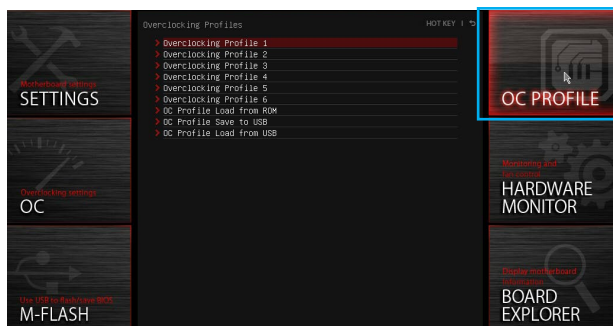 Motherboard settings
SETTINGS
Overclocking settings
OC
Use USB to flash/save BIOS
M-FLASH
Overclocking Profiles
HOT KEY |
> Overclocking Profile 1
> Overclocking Profile 2
> Overclocking Profile 3
> Overclocking Profile 4
> Overclocking Profile 5
> Overclocking Profile 6
> OC Profile Load from ROM
> OC Profile Save to USB
> OC Profile Load from USB
OC PROFILE
Monitoring and
fan control
HARDWARE
MONITOR
Display motherboard
information
BOARD
EXPLORER